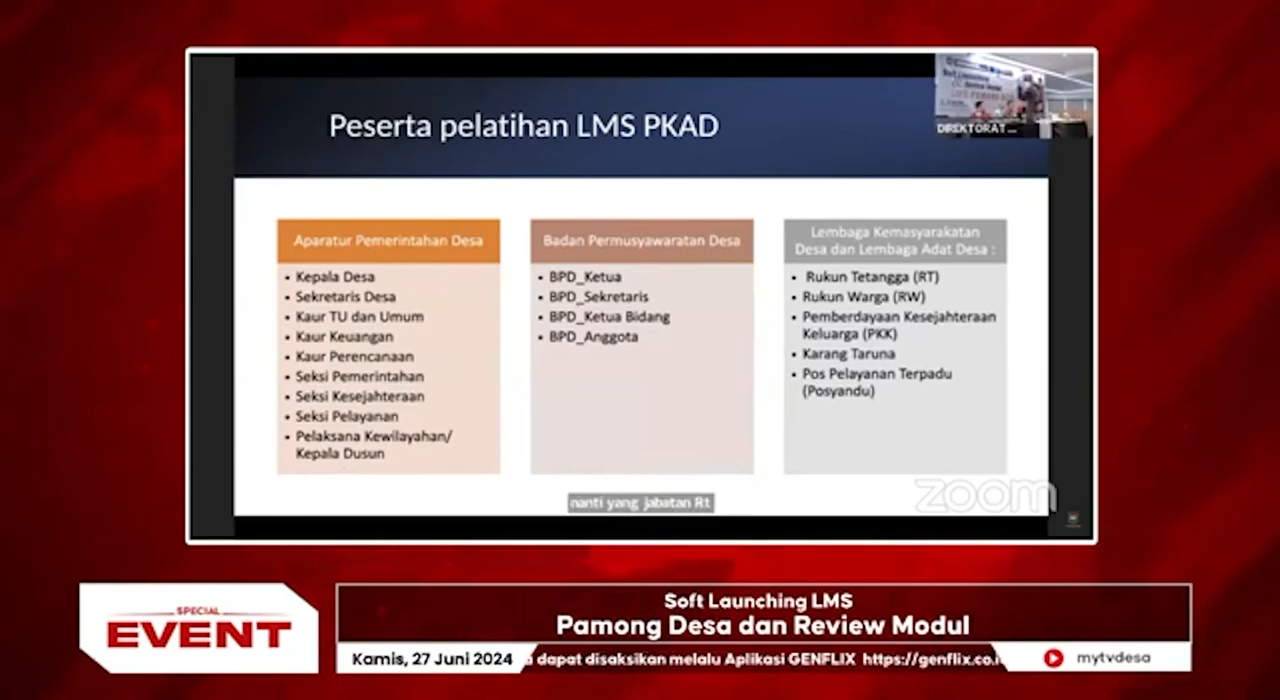 Peserta pelatihan LMS PKAD
Soft Launching
DIREKTORAT ...
Aparatur Pemerintahan Desa
• Kepala Desa
• Sekretaris Desa
• Kaur TU dan Umum
• Kaur Keuangan
• Kaur Perencanaan
• Seksi Pemerintahan
• Seksi Kesejahteraan
• Seksi Pelayanan
• Pelaksana Kewilayahan/
Kepala Dusun
Badan Permusyawaratan Desa
• BPD_Ketua
• BPD_Sekretaris
• BPD_Ketua Bidang
• BPD_Anggota
Lembaga Kemasyarakatan
Desa dan Lembaga Adat Desa :
• Rukun Tetangga (RT)
• Rukun Warga (RW)
• Pemberdayaan Kesejahteraan
Keluarga (PKK)
• Karang Taruna
• Pos Pelayanan Terpadu
(Posyandu)
nanti yang jabatan Rt
zoom
SPECIAL
EVENT
Soft Launching LMS
Pamong Desa dan Review Modul
Kamis, 27 Juni 2024
dapat disaksikan melalu Aplikasi GENFLIX https://genflix.co.i
mytvdesa